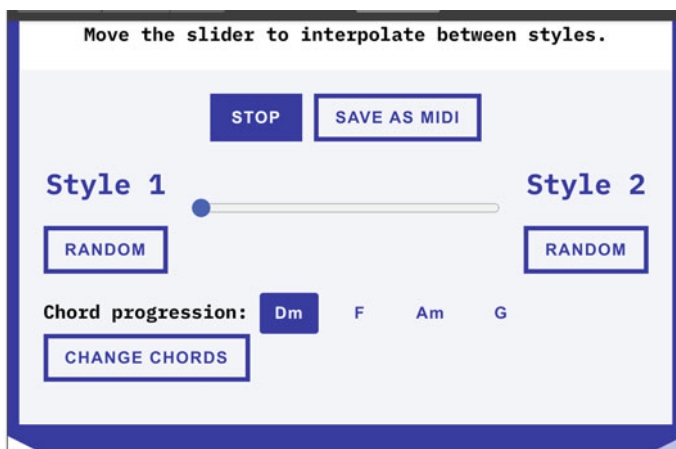 Move the slider to interpolate between styles.
STOP SAVE AS MIDI
Style 1 Style 2
RANDOM RANDOM
Chord progression: Dm F Am G
CHANGE CHORDS